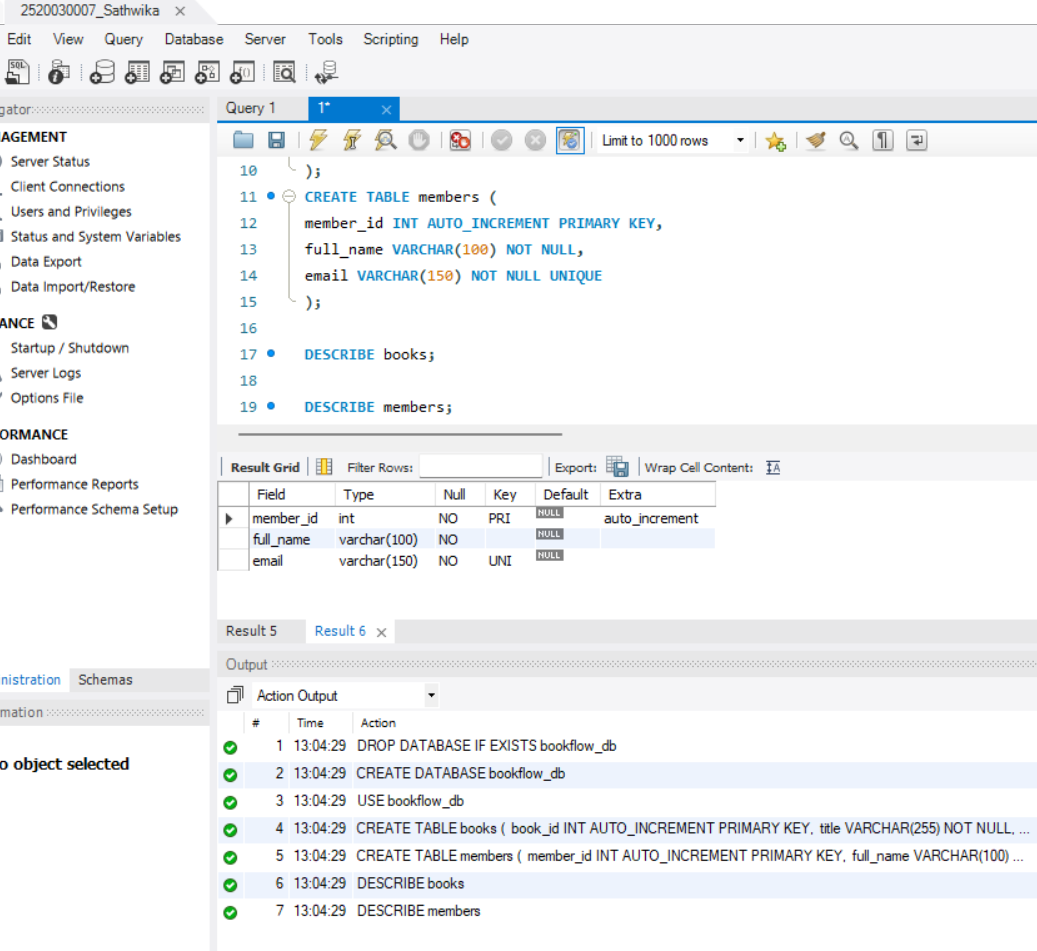 2520030007_Sathwika ×
Edit View Query Database Server Tools Scripting Help
Query 1 1* ×
Limit to 1000 rows
Server Status
Client Connections
Users and Privileges
Status and System Variables
Data Export
Data Import/Restore
Startup / Shutdown
Server Logs
Options File
Dashboard
Performance Reports
Performance Schema Setup
10 );
11 CREATE TABLE members (
12 member_id INT AUTO_INCREMENT PRIMARY KEY,
13 full_name VARCHAR(100) NOT NULL,
14 email VARCHAR(150) NOT NULL UNIQUE
15 );
16
17 DESCRIBE books;
18
19 DESCRIBE members;
Result Grid Filter Rows: Export: Wrap Cell Content:
Field Type Null Key Default Extra
member_id int NO PRI NULL auto_increment
full_name varchar(100) NO NULL
email varchar(150) NO UNI NULL
Result 5 Result 6 ×
nistration Schemas
mation
o object selected
Output
Action Output
# Time Action
1 13:04:29 DROP DATABASE IF EXISTS bookflow_db
2 13:04:29 CREATE DATABASE bookflow_db
3 13:04:29 USE bookflow_db
4 13:04:29 CREATE TABLE books ( book_id INT AUTO_INCREMENT PRIMARY KEY, title VARCHAR(255) NOT NULL, ...
5 13:04:29 CREATE TABLE members ( member_id INT AUTO_INCREMENT PRIMARY KEY, full_name VARCHAR(100) ...
6 13:04:29 DESCRIBE books
7 13:04:29 DESCRIBE members